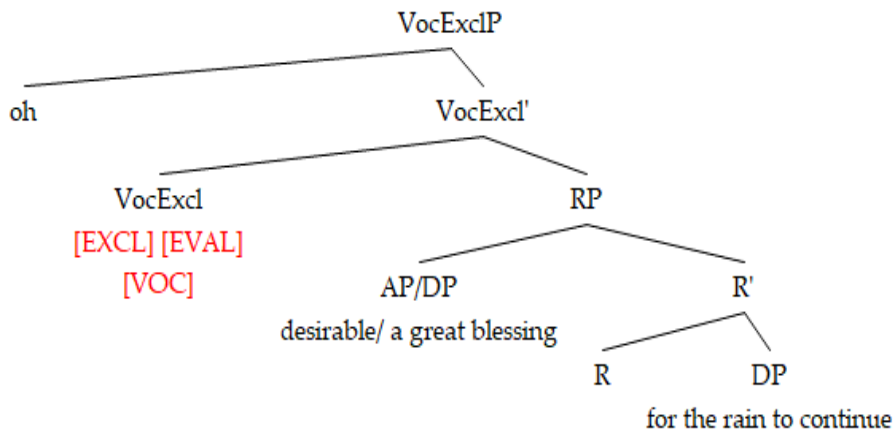 VocExclP
oh
VocExcl'
VocExcl
RP
[EXCL] [EVAL]
[VOC]
AP/DP
R'
desirable/ a great blessing
R
DP
for the rain to continue